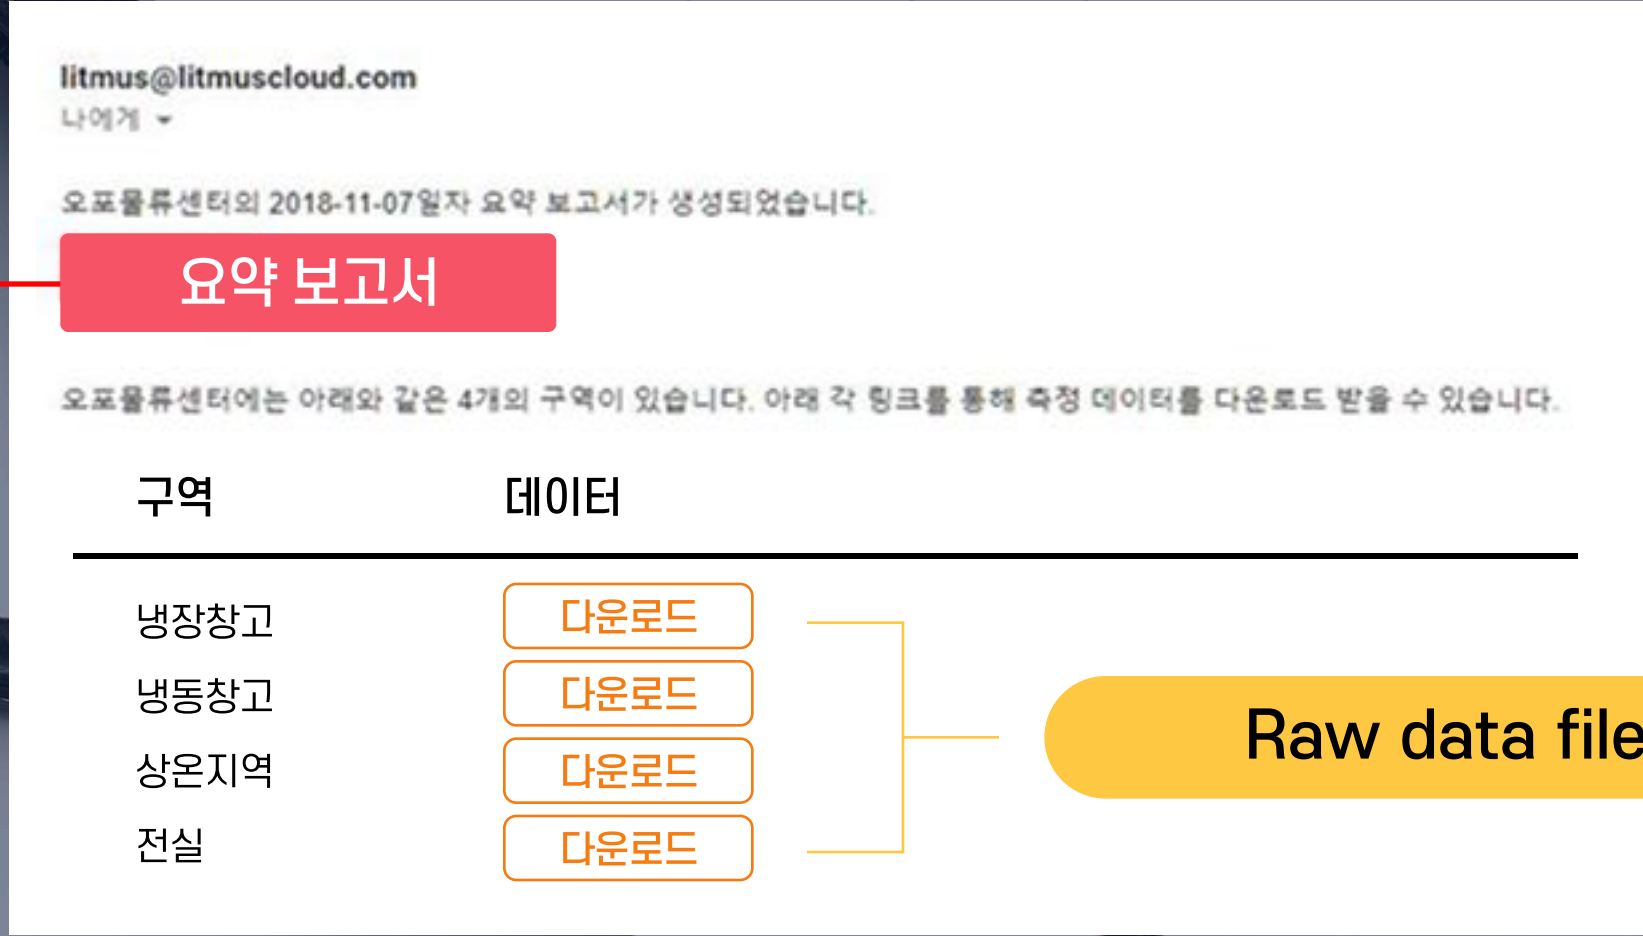 litmus@litmuscloud.com
나에게
오포물류센터의 2018-11-07일자 요약 보고서가 생성되었습니다.
요약 보고서
오포물류센터에는 아래와 같은 4개의 구역이 있습니다. 아래 각 링크를 통해 측정 데이터를 다운로드 받을 수 있습니다.
구역 데이터
냉장창고 다운로드
냉동창고 다운로드
상온지역 다운로드
전실 다운로드
Raw data file